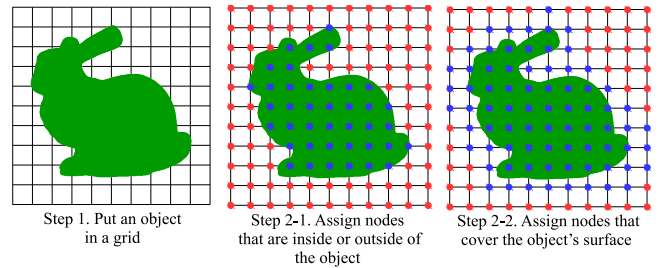 Step 1. Put an object
in a grid
Step 2-1. Assign nodes
that are inside or outside of
the object
Step 2-2. Assign nodes that
cover the object's surface